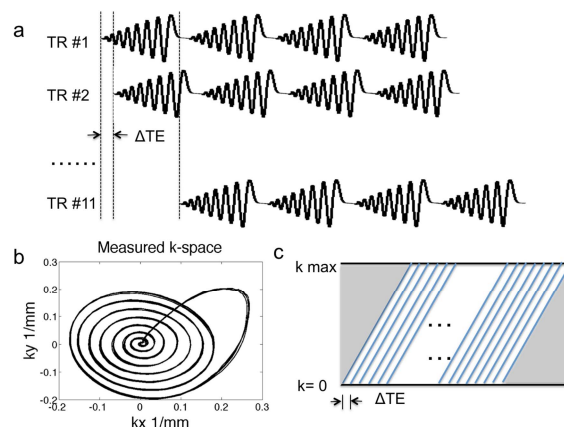 a
TR #1
TR #2
ΔTE
......
TR #11
b
Measured k-space
0.3
0.2
0.1
0
-0.1
-0.2
ky 1/mm
-0.2 -0.1 0 0.1 0.2 0.3
kx 1/mm
c
k max
...
...
k= 0
ΔTE